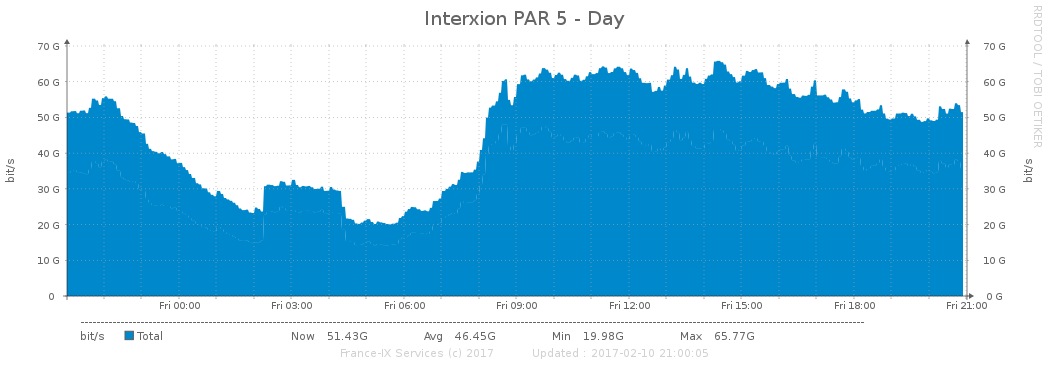 Interxion PAR 5 - Day
RRDTOOL / TOBI OETIKER
bit/s
70 G
60 G
50 G
40 G
30 G
20 G
10 G
0
70 G
60 G
50 G
40 G
30 G
20 G
10 G
0 G
bit/s
Fri 00:00 Fri 03:00 Fri 06:00 Fri 09:00 Fri 12:00 Fri 15:00 Fri 18:00 Fri 21:00
bit/s Total Now 51.43G Avg 46.45G Min 19.98G Max 65.77G
France-IX Services (c) 2017 Updated : 2017-02-10 21:00:05